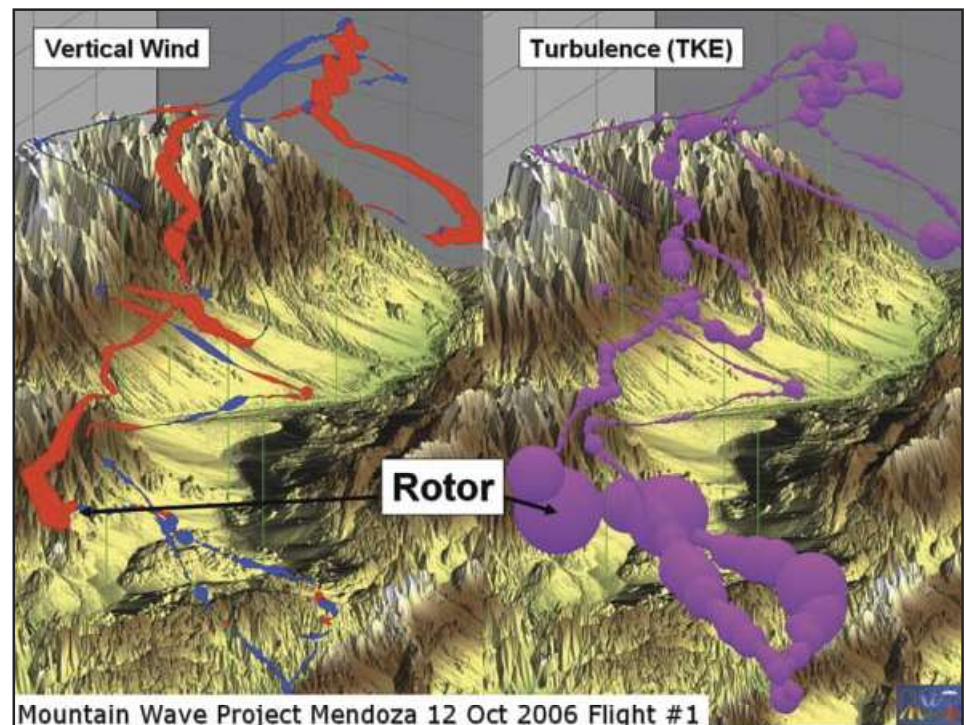 Vertical Wind
Turbulence (TKE)
Rotor
Mountain Wave Project Mendoza 12 Oct 2006 Flight #1